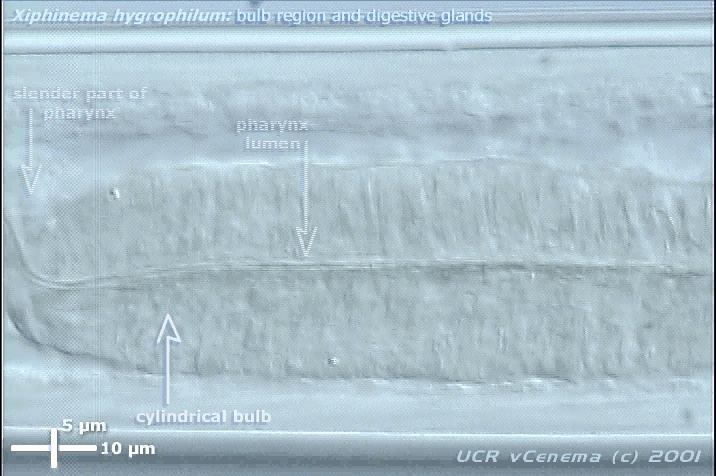 Xiphinema hygrophilum: bulb region and digestive glands
slender part of
pharynx
pharynx
lumen
cylindrical bulb
5 µm
10 µm
UCR vCenema (c) 2001